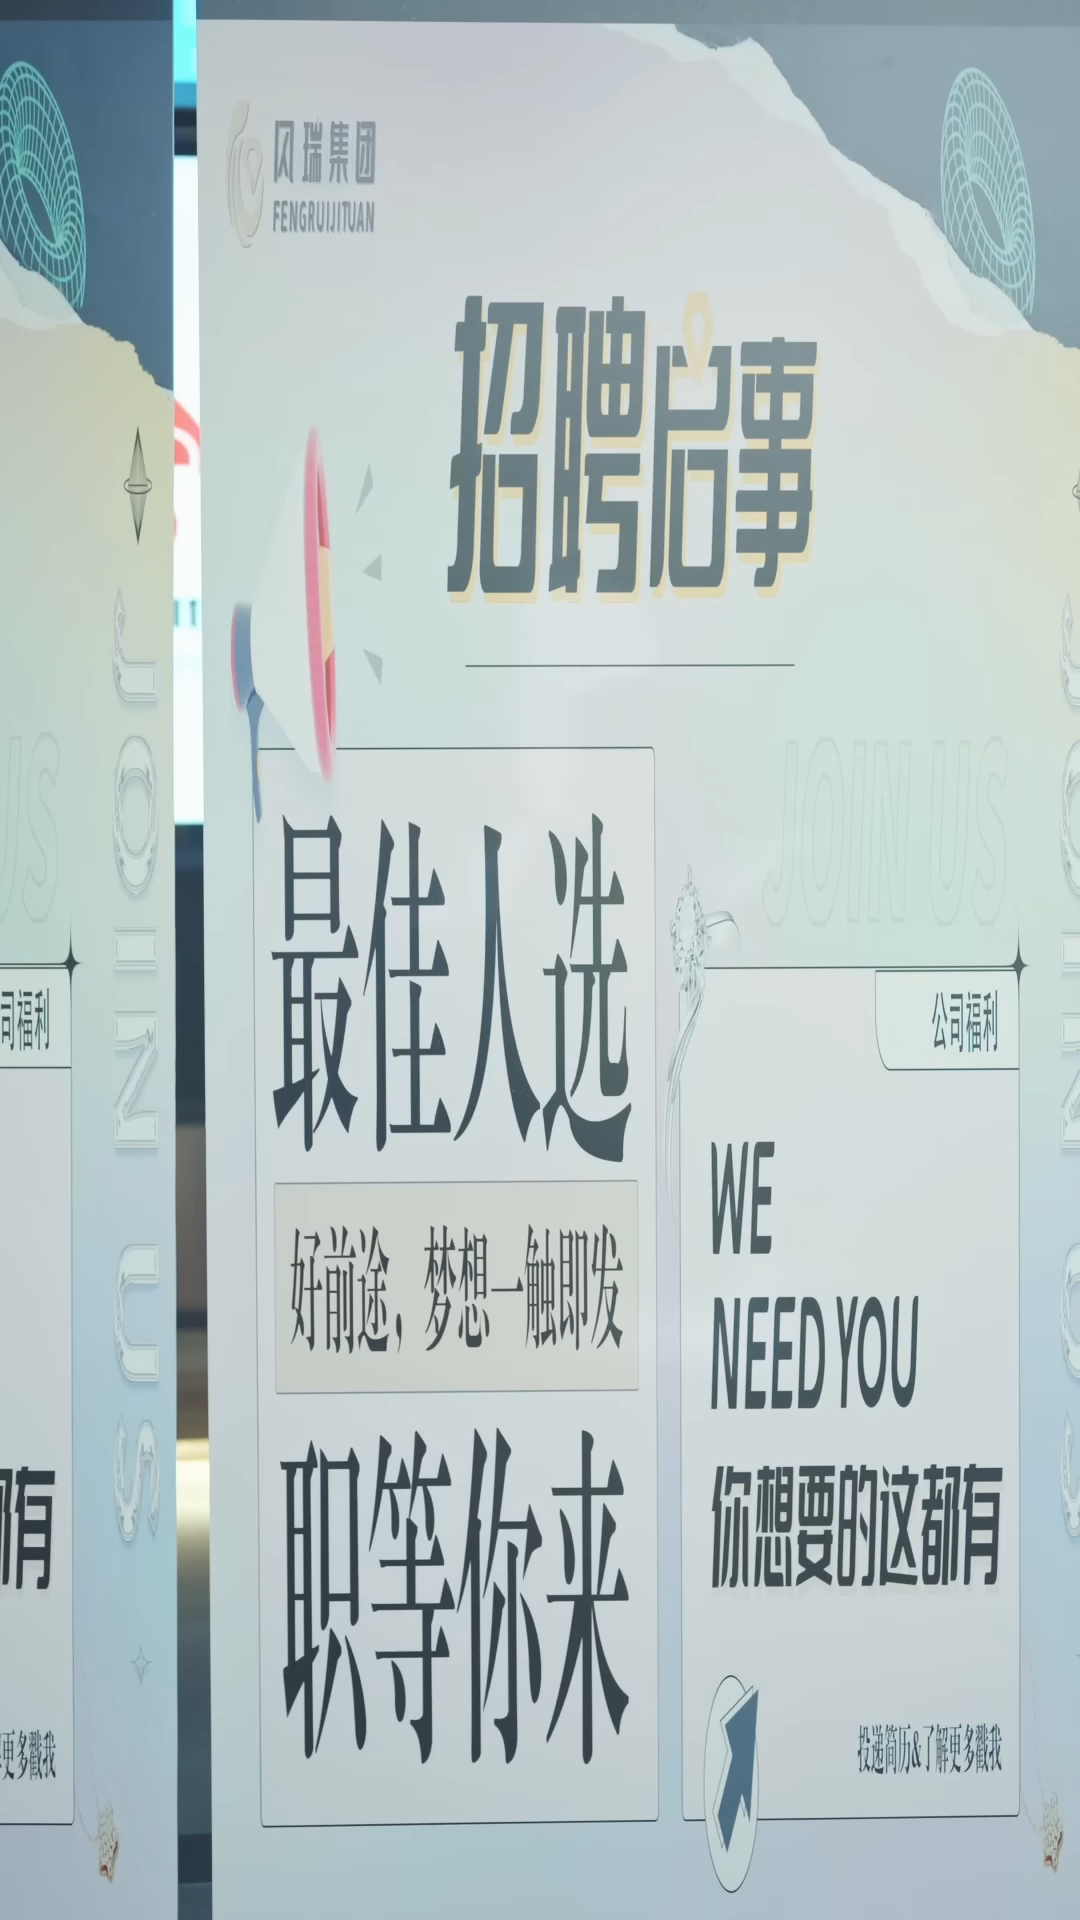 风瑞集团
FENGRUIJITUAN
招聘启事
JOIN US
最佳人选
好前途，梦想一触即发
职等你来
公司福利
WE
NEED YOU
你想要的这都有
投递简历&了解更多戳我
US
司福利
JOIN US
都有
更多戳我